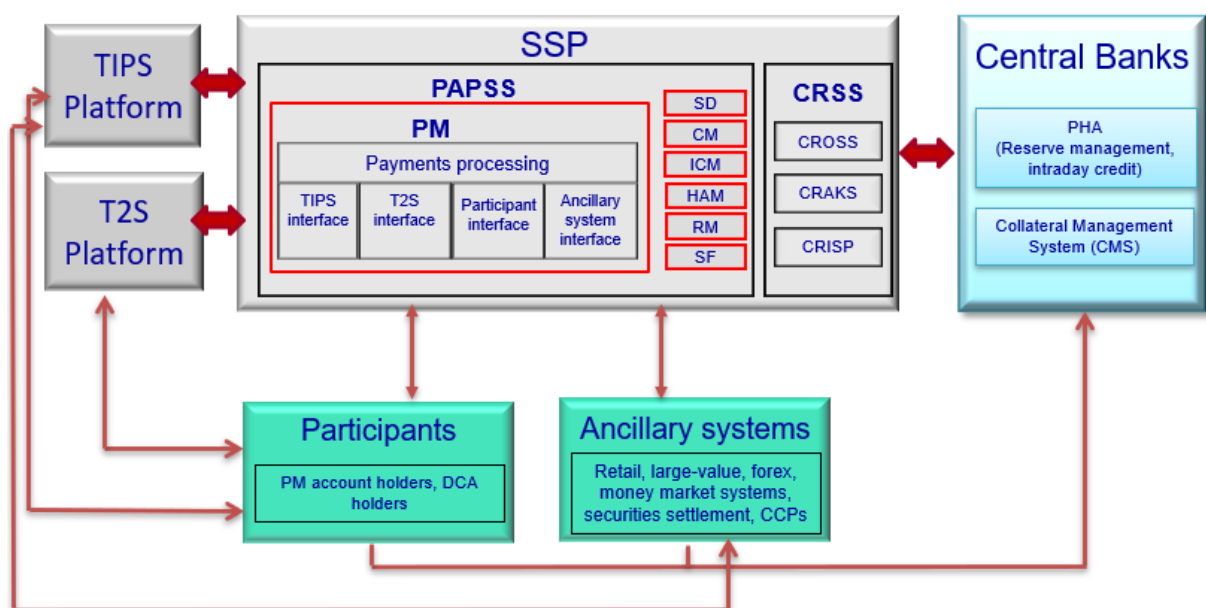 TIPS
Platform
T2S
Platform
SSP
PAPSS
PM
Payments processing
TIPS
interface
T2S
interface
Participant
interface
Ancillary
system
interface
SD
CM
ICM
HAM
RM
SF
CRSS
CROSS
CRAKS
CRISP
Central Banks
PHA
(Reserve management,
intraday credit)
Collateral Management
System (CMS)
Participants
PM account holders, DCA
holders
Ancillary systems
Retail, large-value, forex,
money market systems,
securities settlement, CCPs